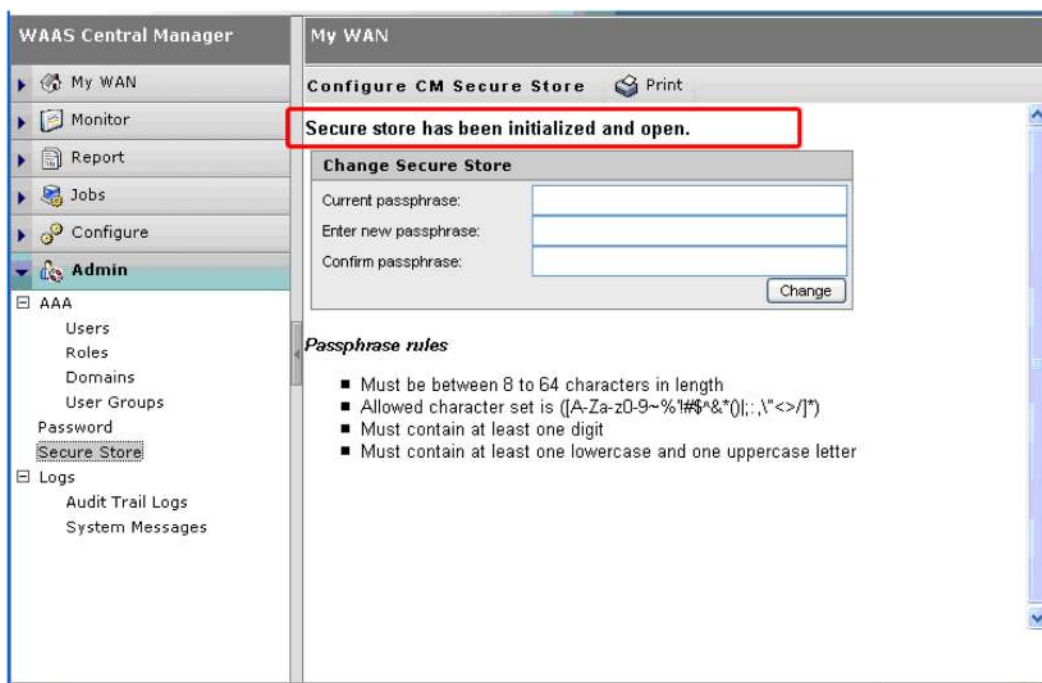 WAAS Central Manager
My WAN
Monitor
Report
Jobs
Configure
Admin
AAA
Users
Roles
Domains
User Groups
Password
Secure Store
Logs
Audit Trail Logs
System Messages
My WAN
Configure CM Secure Store Print
Secure store has been initialized and open.
Change Secure Store
Current passphrase:
Enter new passphrase:
Confirm passphrase:
Change
Passphrase rules
Must be between 8 to 64 characters in length
Allowed character set is ([A-Za-z0-9~%'!#$^&*()|;:,\"<>/]*)
Must contain at least one digit
Must contain at least one lowercase and one uppercase letter